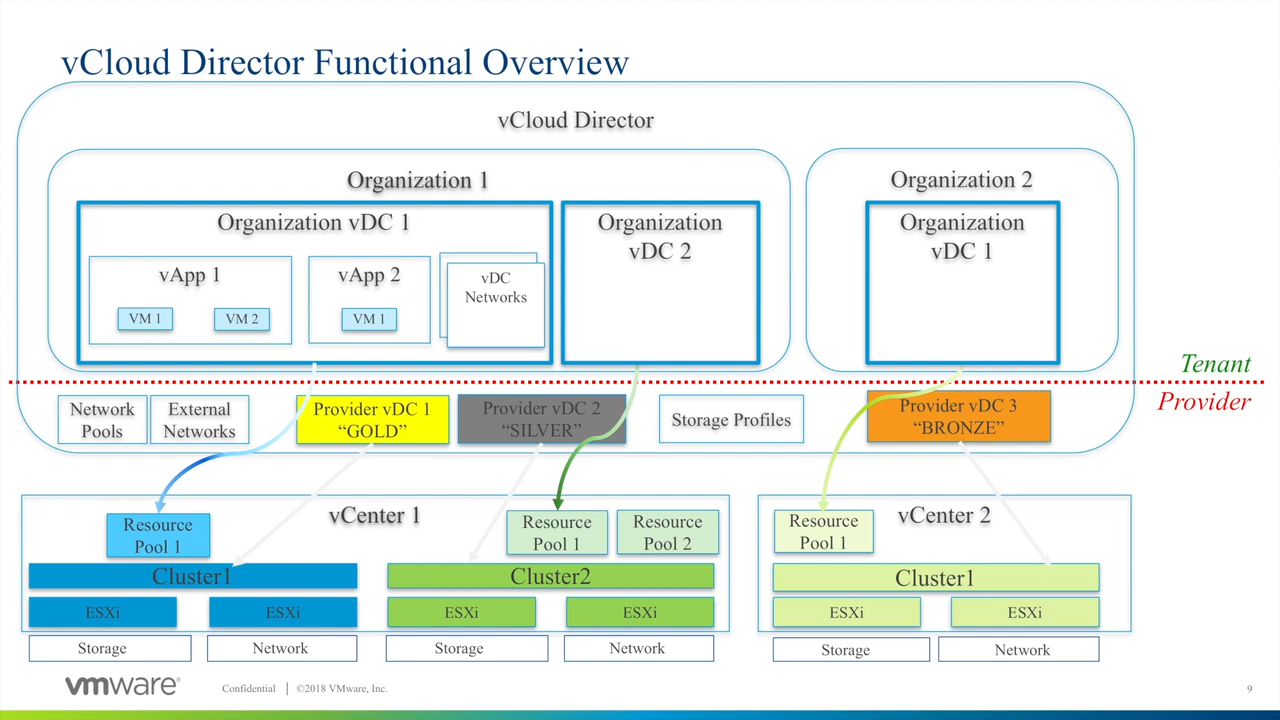 vCloud Director Functional Overview
vCloud Director
Organization 1
Organization vDC 1
vApp 1
VM 1
VM 2
vApp 2
VM 1
vDC
Networks
Organization
vDC 2
Organization 2
Organization
vDC 1
Tenant
Provider
Network
Pools
External
Networks
Provider vDC 1
“GOLD”
Provider vDC 2
“SILVER”
Storage Profiles
Provider vDC 3
“BRONZE”
vCenter 1
Resource
Pool 1
Resource
Pool 1
Resource
Pool 2
Cluster1
Cluster2
ESXi
ESXi
ESXi
ESXi
Storage
Network
Storage
Network
vCenter 2
Resource
Pool 1
Cluster1
ESXi
ESXi
Storage
Network
vmware®
Confidential | ©2018 VMware, Inc.
9